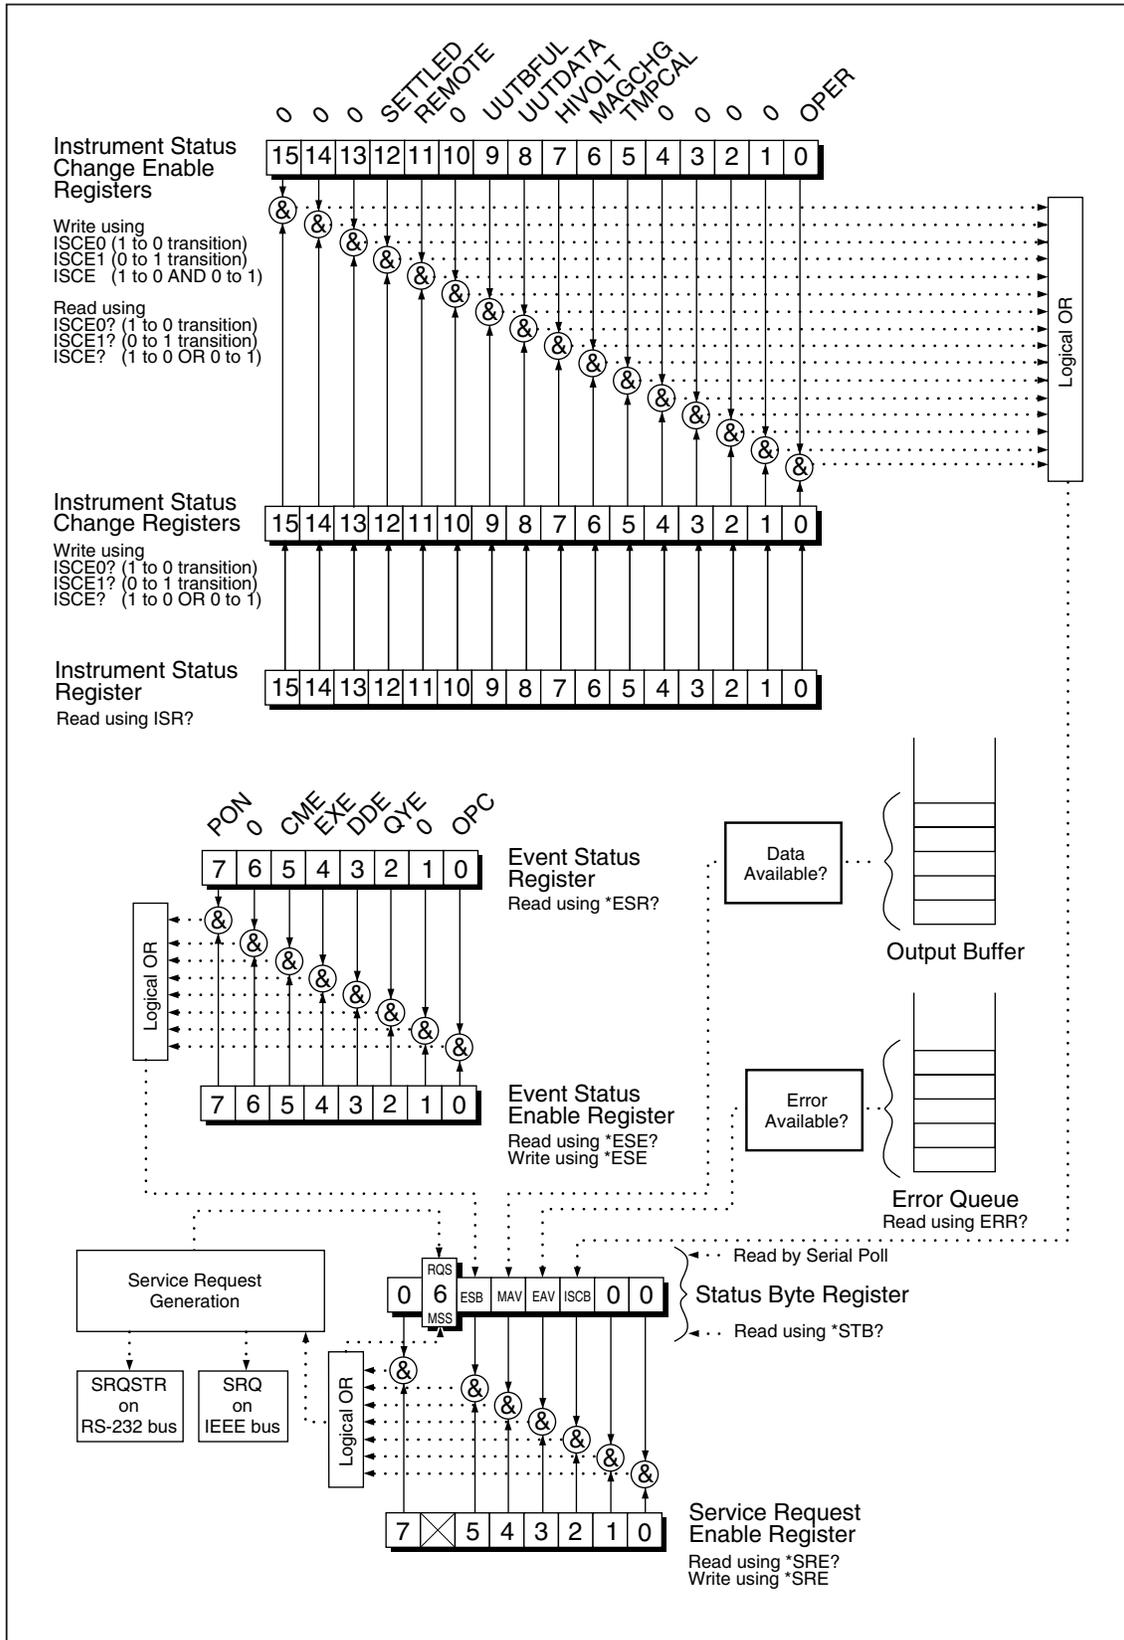 0 0 0 SETTLED REMOTE 0 UUTBFUL UUTDATA HIVOLT MAGCHG TMPCAL 0 0 0 0 OPER
Instrument Status
Change Enable
Registers
15 14 13 12 11 10 9 8 7 6 5 4 3 2 1 0
Write using
ISCE0 (1 to 0 transition)
ISCE1 (0 to 1 transition)
ISCE (1 to 0 AND 0 to 1)
Read using
ISCE0? (1 to 0 transition)
ISCE1? (0 to 1 transition)
ISCE? (1 to 0 OR 0 to 1)
& & & & & & & & & & & & & & & &
Logical OR
Instrument Status
Change Registers
15 14 13 12 11 10 9 8 7 6 5 4 3 2 1 0
Write using
ISCE0? (1 to 0 transition)
ISCE1? (0 to 1 transition)
ISCE? (1 to 0 OR 0 to 1)
Instrument Status
Register
15 14 13 12 11 10 9 8 7 6 5 4 3 2 1 0
Read using ISR?
PON 0 CME EXE DDE QYE 0 OPC
7 6 5 4 3 2 1 0
Event Status
Register
Read using *ESR?
& & & & & & & &
Logical OR
Data
Available?
Output Buffer
7 6 5 4 3 2 1 0
Event Status
Enable Register
Read using *ESE?
Write using *ESE
Error
Available?
Error Queue
Read using ERR?
Service Request
Generation
SRQSTR
on
RS-232 bus
SRQ
on
IEEE bus
RQS
0 6 ESB MAV EAV ISCB 0 0
MSS
Read by Serial Poll
Status Byte Register
Read using *STB?
& & & & & & &
Logical OR
7 5 4 3 2 1 0
Service Request
Enable Register
Read using *SRE?
Write using *SRE